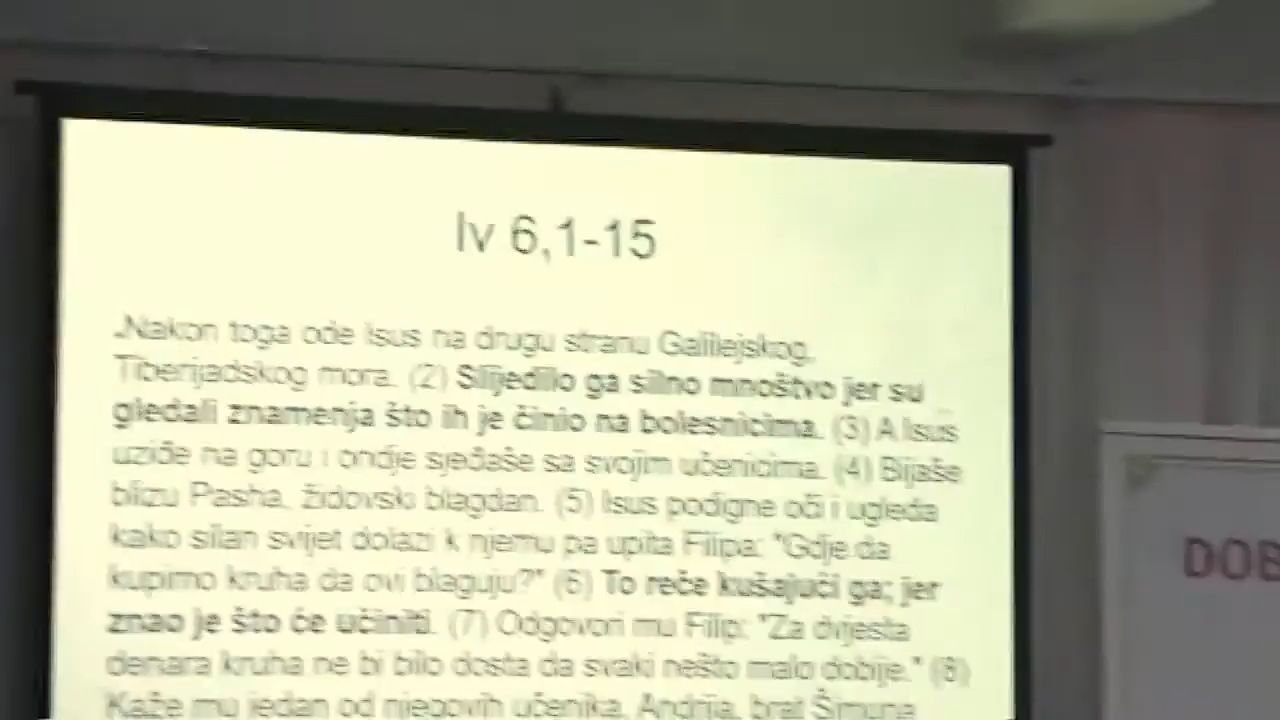 Iv 6,1-15
„Nakon toga ode Isus na drugu stranu Galilejskog,
Tiberijadskog mora. (2) Slijedilo ga silno mnoštvo jer su
gledali znamenja što ih je činio na bolesnicima. (3) A Isus
uziđe na goru i ondje sjeđaše sa svojim učenicima. (4) Bijaše
blizu Pasha, židovski blagdan. (5) Isus podigne oči i ugleda
kako silan svijet dolazi k njemu pa upita Filipa: "Gdje da
kupimo kruha da ovi blaguju?" (6) To reče kušajući ga; jer
znao je što će učiniti. (7) Odgovori mu Filip: "Za dvjesta
denara kruha ne bi bilo dosta da svaki nešto malo dobije." (8)
Kaže mu jedan od njegovih učenika, Andrija, brat Šimuna
DOB